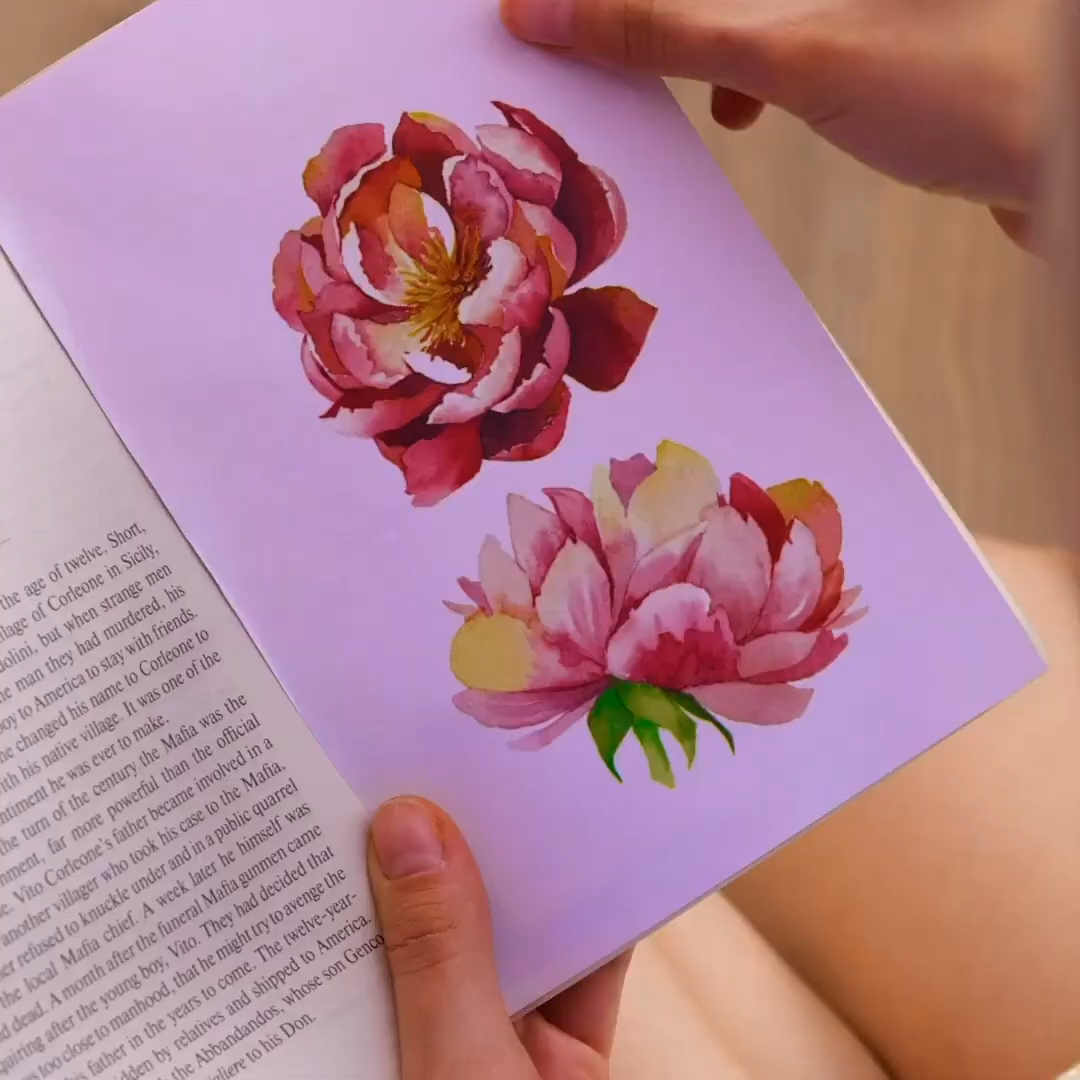 the age of twelve. Short,
llage of Corleone in Sicily,
dolini, but when strange men
e man they had murdered, his
oy to America to stay with friends.
he changed his name to Corleone to
ith his native village. It was one of the
ntiment he was ever to make.
he turn of the century the Mafia was the
nment, far more powerful than the official
e. Vito Corleone's father became involved in a
another villager who took his case to the Mafia.
er refused to knuckle under and in a public quarrel
the local Mafia chief. A week later he himself was
d dead. A month after the funeral Mafia gunmen came
quiring after the young boy, Vito. They had decided that
s too close to manhood, that he might try to avenge the
is father in the years to come. The twelve-year-
idden by relatives and shipped to America.
the Abbandandos, whose son Genco
gliere to his Don.